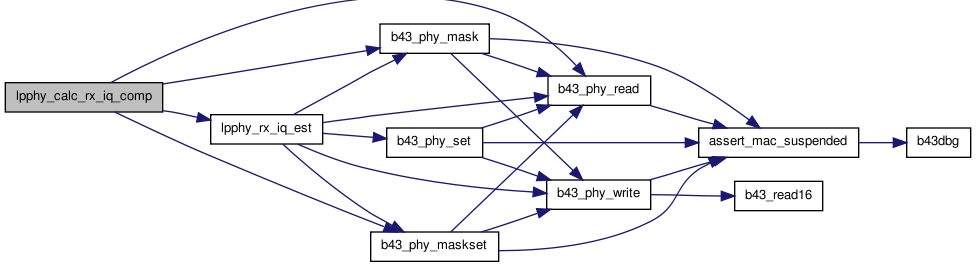 lpphy_calc_rx_iq_comp
lpphy_rx_iq_est
b43_phy_mask
b43_phy_set
b43_phy_maskset
b43_phy_read
b43_phy_write
assert_mac_suspended
b43_read16
b43dbg